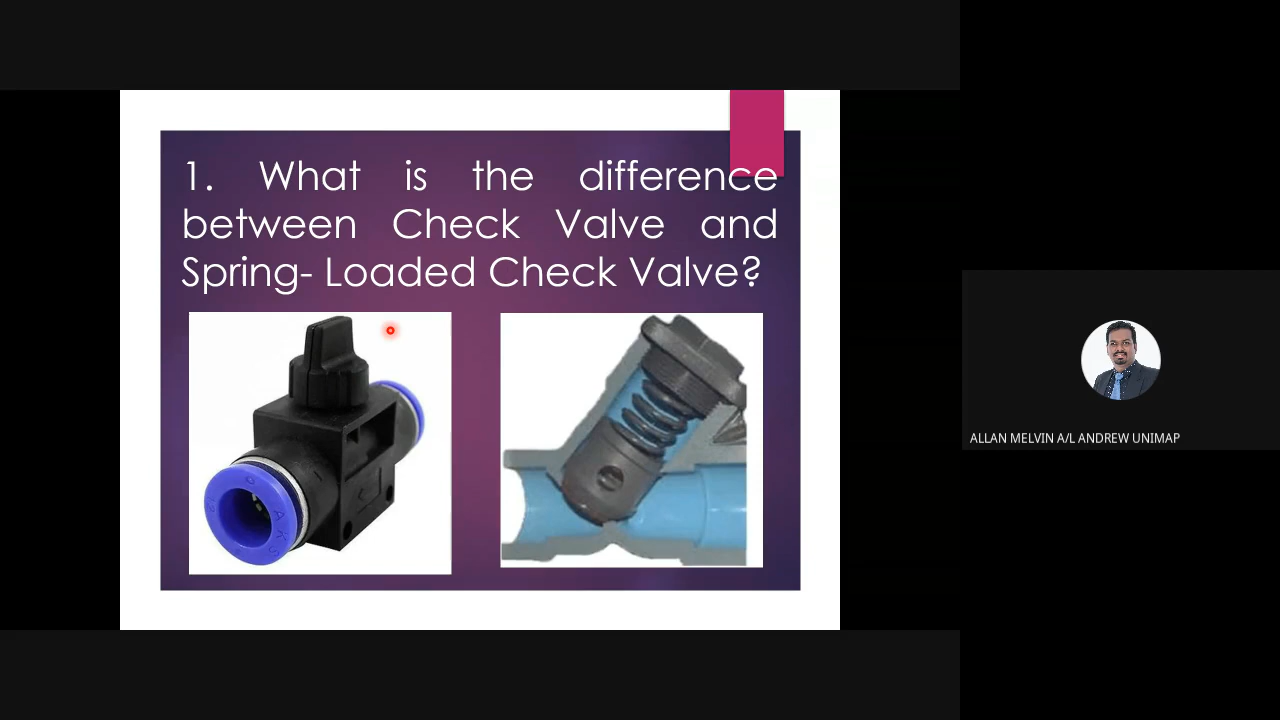 1. What is the difference
between Check Valve and
Spring- Loaded Check Valve?
ALLAN MELVIN A/L ANDREW UNIMAP